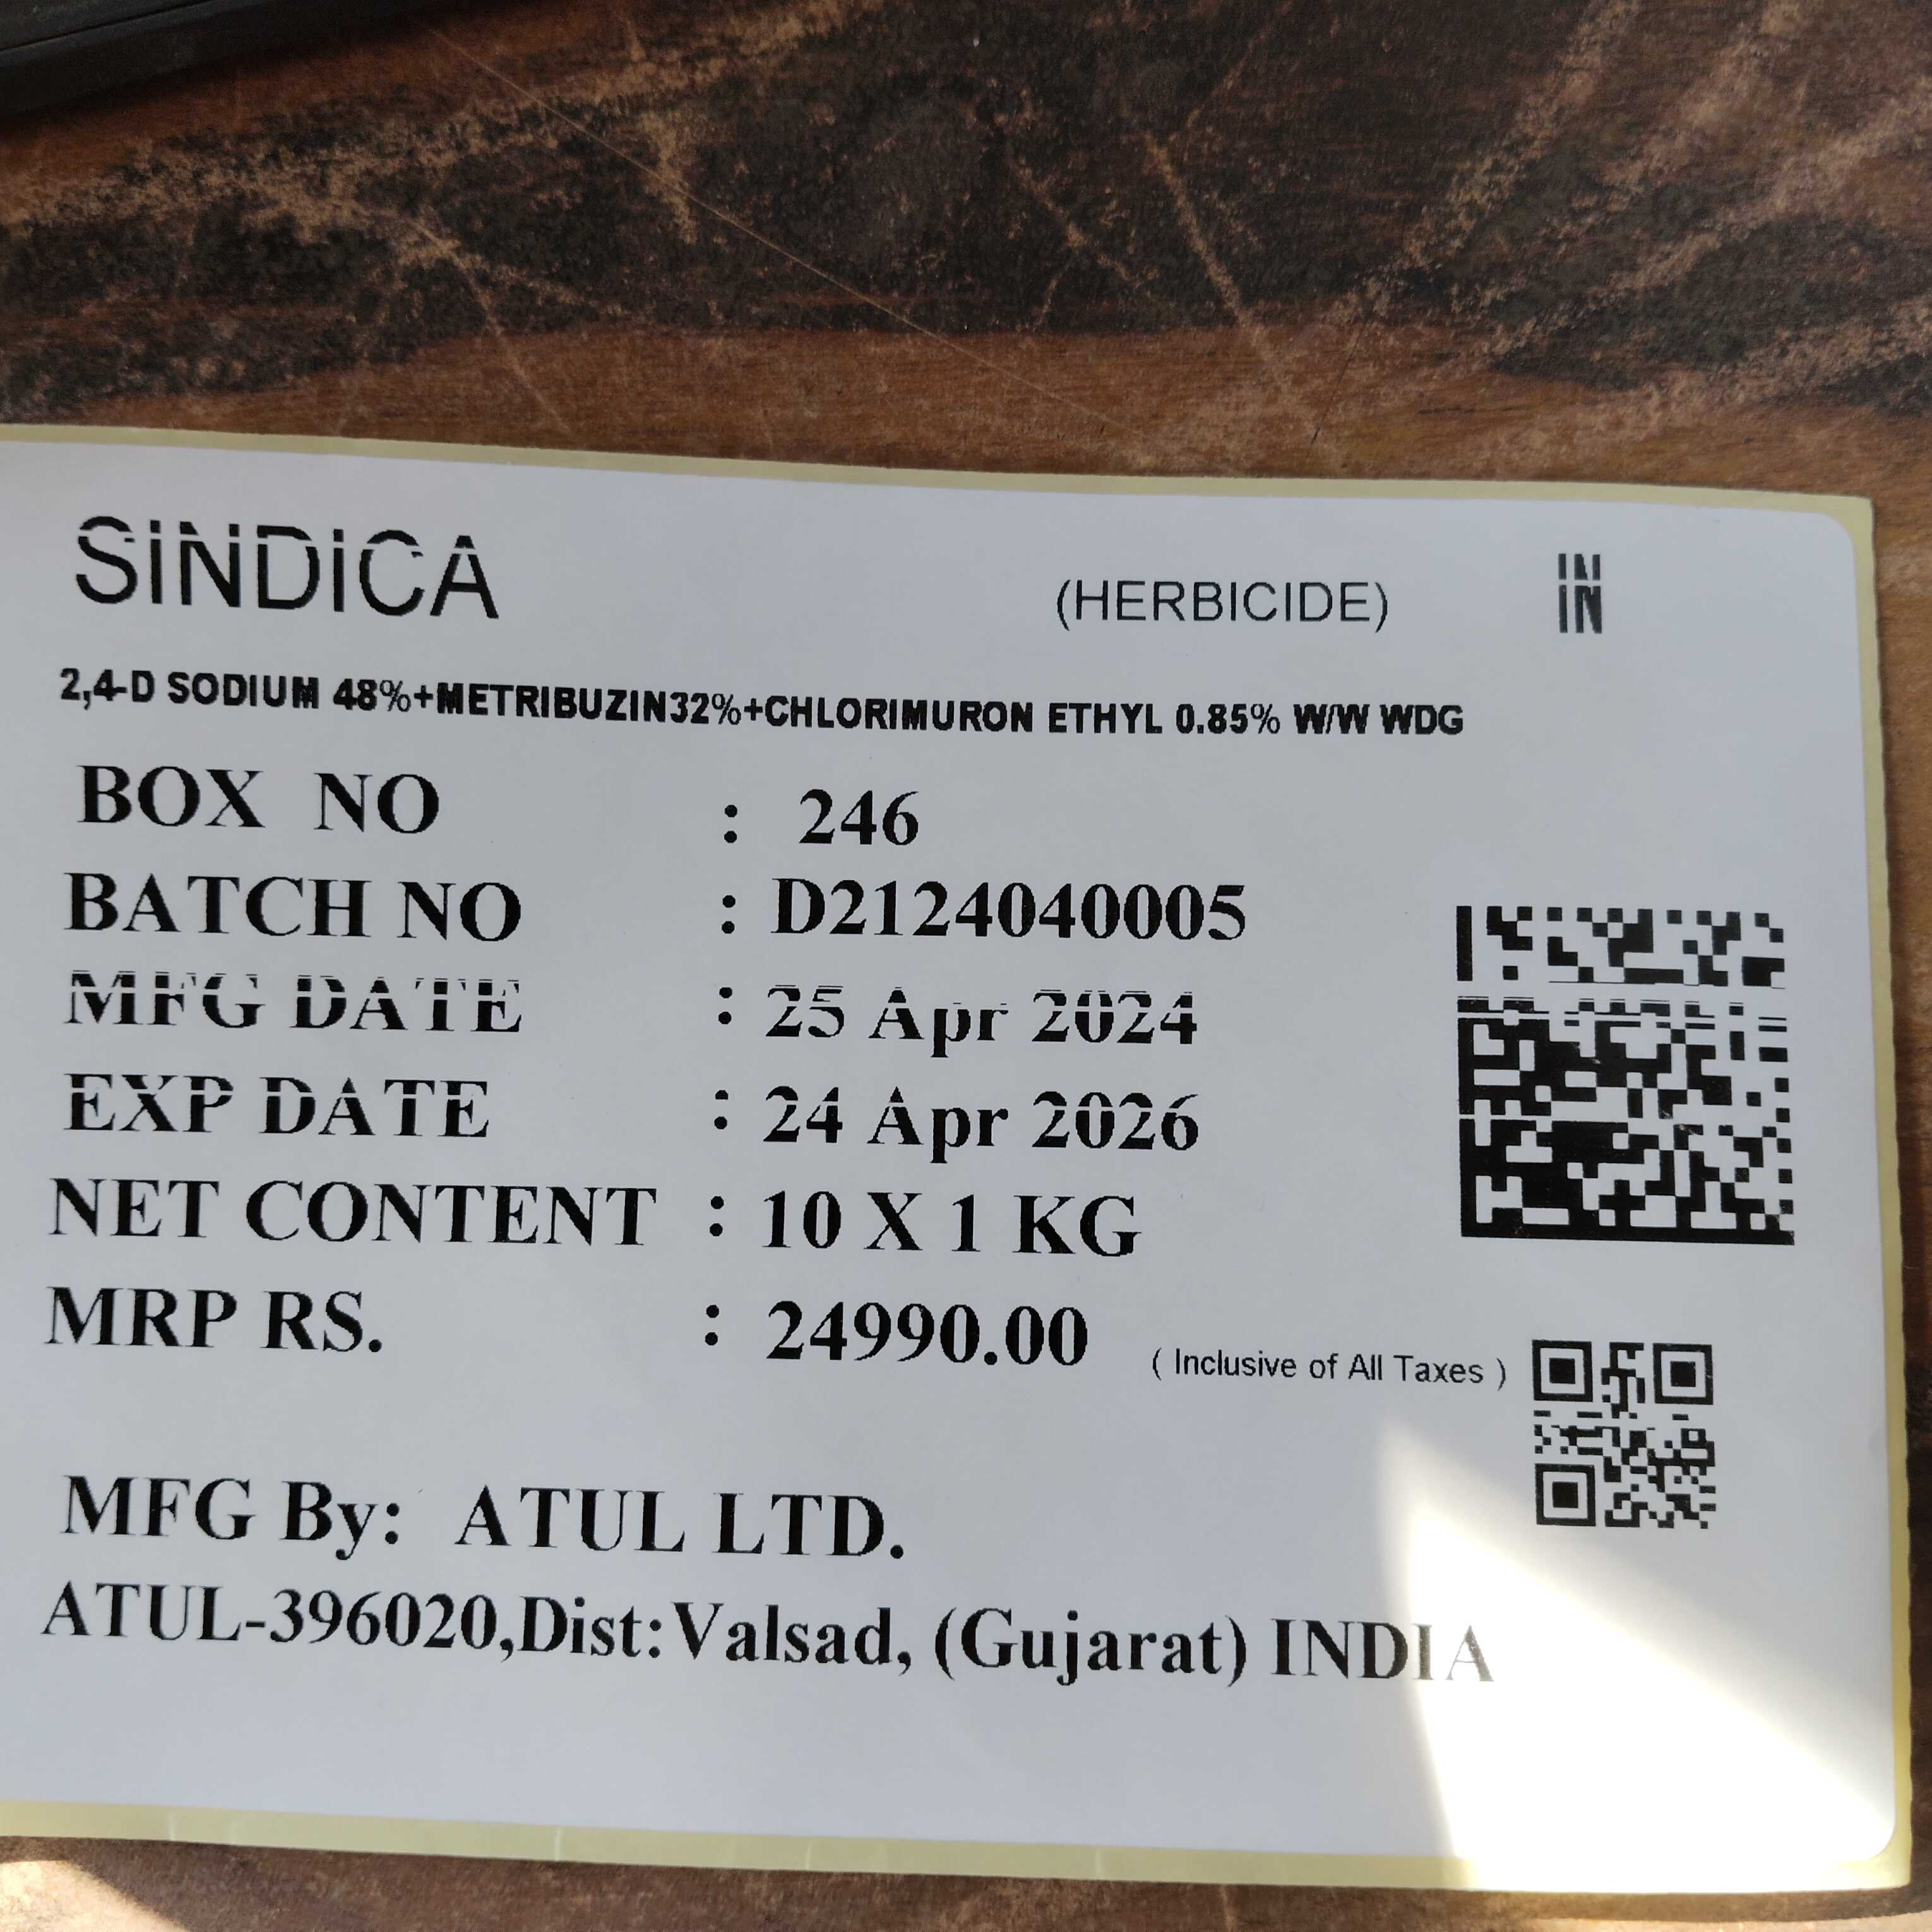 SINDICA (HERBICIDE) IN
IN
2,4-D SODIUM 48%+METRIBUZIN32%+CHLORIMURON ETHYL 0.85% W/W WDG
BOX NO : 246
BATCH NO : D2124040005
MFG DATE : 25 Apr 2024
EXP DATE : 24 Apr 2026
NET CONTENT : 10 X 1 KG
MRP RS. : 24990.00 ( Inclusive of All Taxes )
MFG By: ATUL LTD.
ATUL-396020,Dist:Valsad, (Gujarat) INDIA